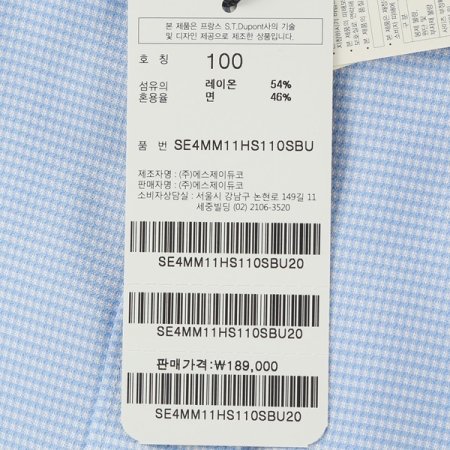 본 제품은 프랑스 S.T.Dupont사의 기술
및 디자인 제공으로 제조한 상품입니다.
호 칭 100
섬유의 레이온 54%
혼용율 면 46%
품 번 SE4MM11HS110SBU
제조자명 : (주)에스제이듀코
판매자명 : (주)에스제이듀코
소비자상담실 : 서울시 강남구 논현로 149길 11
세중빌딩 (02) 2106-3520
SE4MM11HS110SBU20
SE4MM11HS110SBU20
판매가격:₩189,000
SE4MM11HS110SBU20